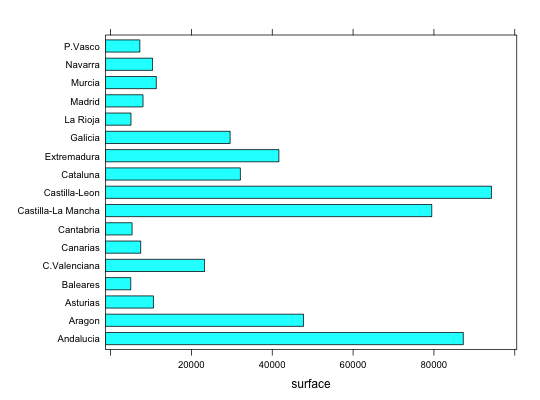 P.Vasco
Navarra
Murcia
Madrid
La Rioja
Galicia
Extremadura
Cataluna
Castilla-Leon
Castilla-La Mancha
Cantabria
Canarias
C.Valenciana
Baleares
Asturias
Aragon
Andalucia
20000 40000 60000 80000
surface